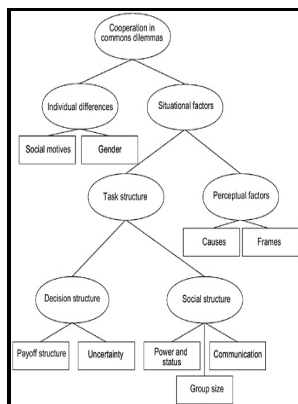 Cooperation in
commons dilemmas
Individual differences
Situational factors
Social motives
Gender
Task structure
Perceptual factors
Causes
Frames
Decision structure
Social structure
Payoff structure
Uncertainty
Power and
status
Communication
Group size